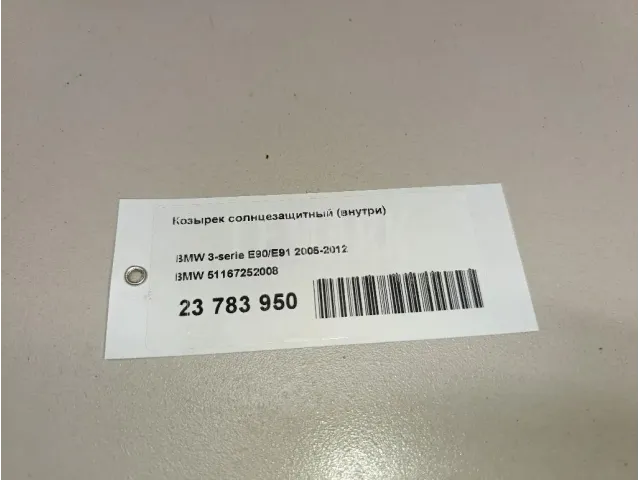 Козырек солнцезащитный (внутри)
BMW 3-serie E90/E91 2005-2012
BMW 51167252008
23 783 950